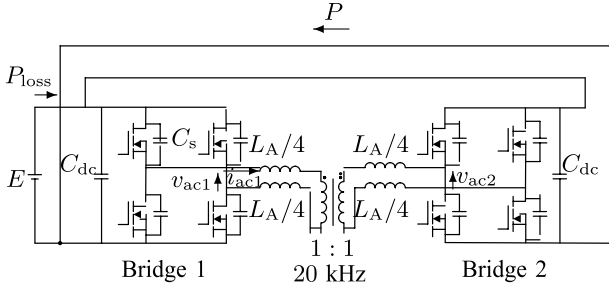 P
P_loss
C_s
L_A/4
L_A/4
C_dc
C_dc
E
v_ac1
i_ac1
v_ac2
L_A/4
L_A/4
1 : 1
Bridge 1
20 kHz
Bridge 2